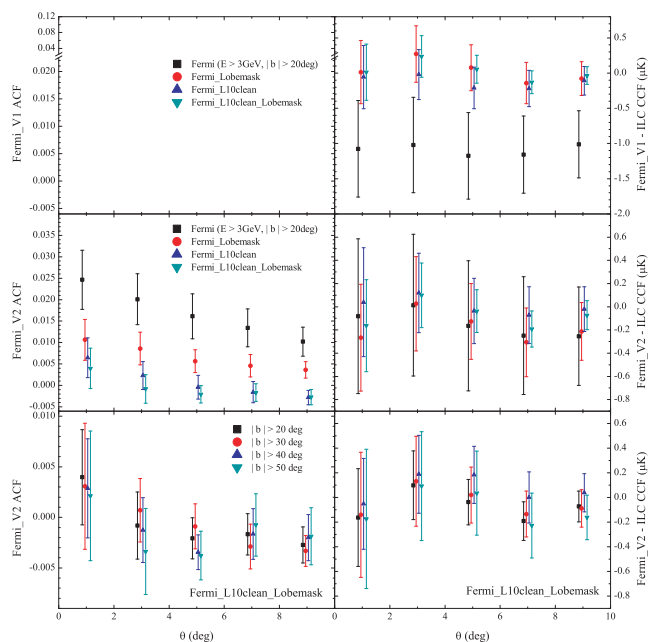 0.12
0.10
0.020
0.015
0.010
0.005
0.000
-0.005
Fermi_V1 ACF
Fermi (E > 3GeV, | b | > 20deg)
Fermi_Lobemask
Fermi_L10clean
Fermi_L10clean_Lobemask
0.5
0.0
-0.5
-1.0
-1.5
-2.0
Fermi_V1 - ILC CCF (μK)
0.035
0.030
0.025
0.020
0.015
0.010
0.005
0.000
-0.005
Fermi_V2 ACF
Fermi (E > 3GeV, | b | > 20deg)
Fermi_Lobemask
Fermi_L10clean
Fermi_L10clean_Lobemask
0.6
0.4
0.2
0.0
-0.2
-0.4
-0.6
-0.8
Fermi_V2 - ILC CCF (μK)
0.010
0.005
0.000
-0.005
Fermi_V2 ACF
| b | > 20 deg
| b | > 30 deg
| b | > 40 deg
| b | > 50 deg
Fermi_L10clean_Lobemask
0.6
0.4
0.2
0.0
-0.2
-0.4
-0.6
-0.8
Fermi_V2 - ILC CCF (μK)
Fermi_L10clean_Lobemask
0 2 4 6 8
0 2 4 6 8 10
θ (deg)
θ (deg)